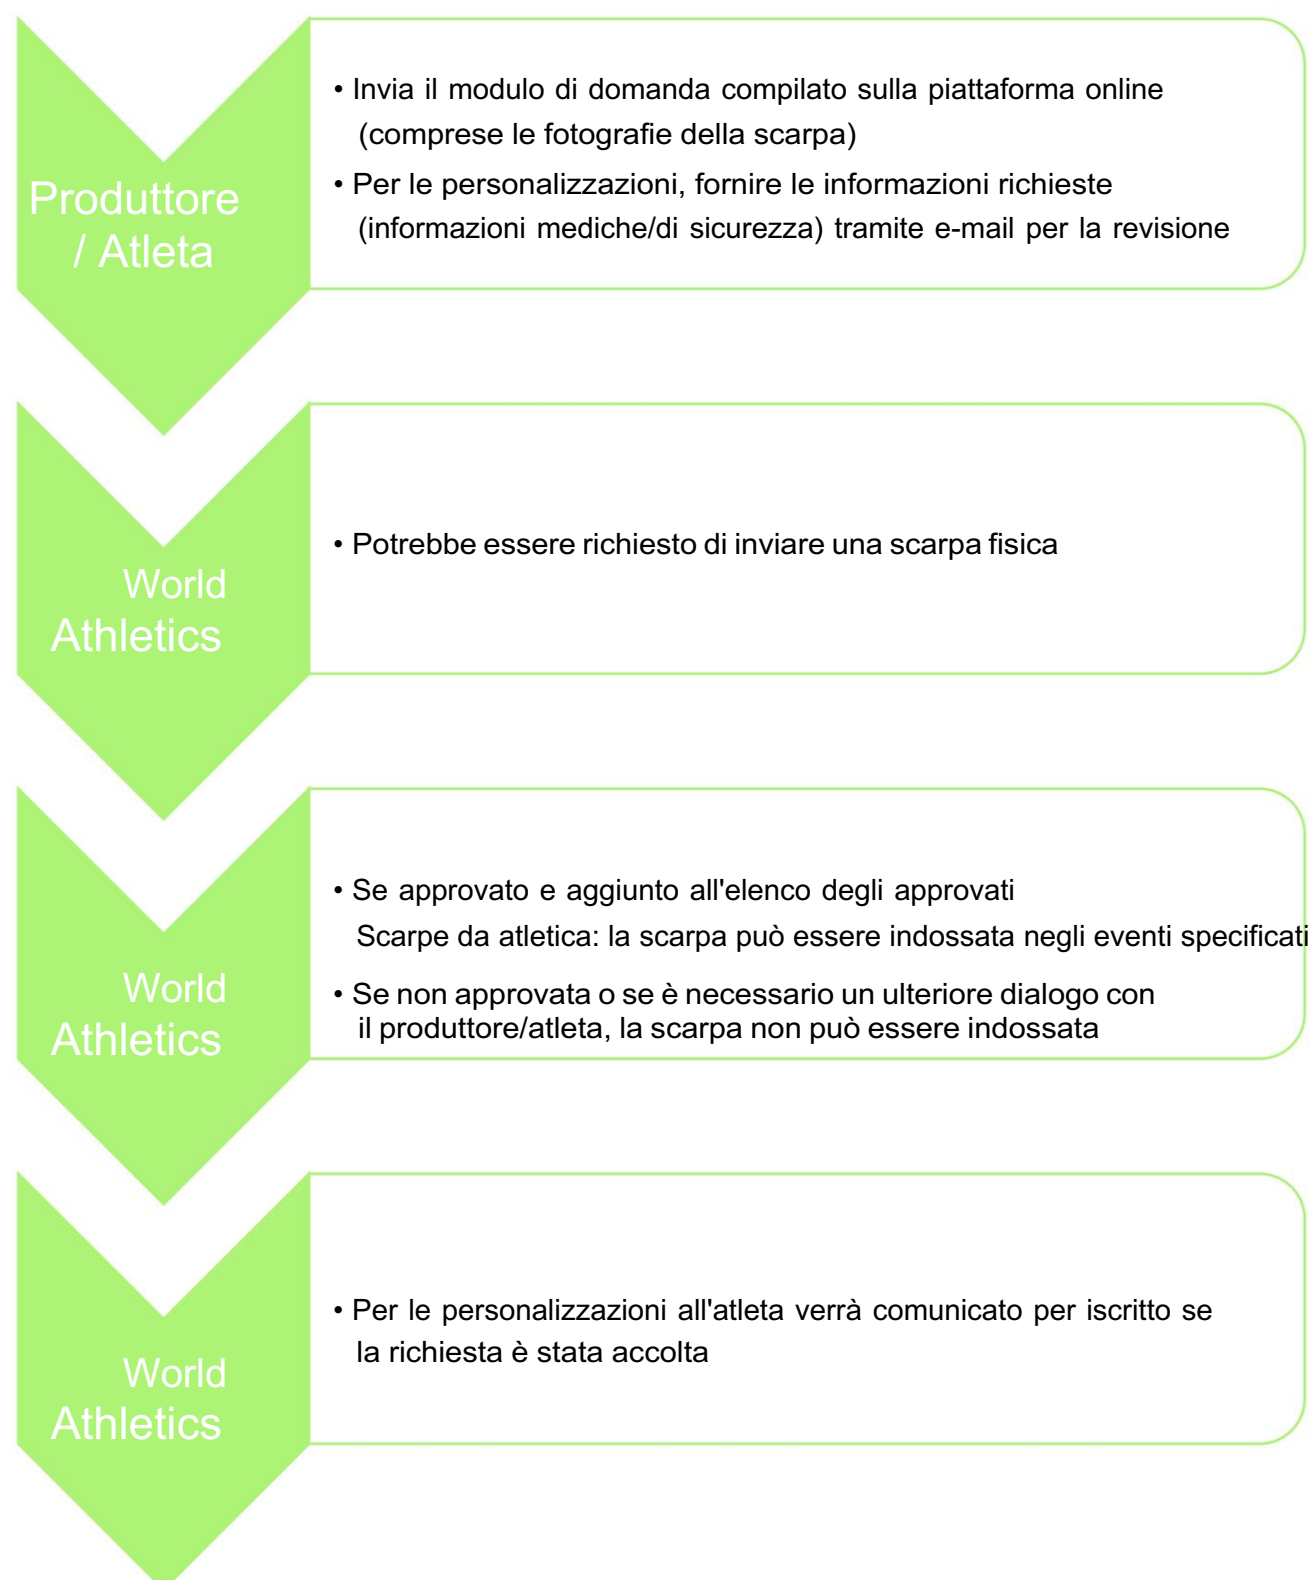 Produttore
/ Atleta
• Invia il modulo di domanda compilato sulla piattaforma online
(comprese le fotografie della scarpa)
• Per le personalizzazioni, fornire le informazioni richieste
(informazioni mediche/di sicurezza) tramite e-mail per la revisione
World
Athletics
• Potrebbe essere richiesto di inviare una scarpa fisica
World
Athletics
• Se approvato e aggiunto all'elenco degli approvati
Scarpe da atletica: la scarpa può essere indossata negli eventi specificati
• Se non approvata o se è necessario un ulteriore dialogo con
il produttore/atleta, la scarpa non può essere indossata
World
Athletics
• Per le personalizzazioni all'atleta verrà comunicato per iscritto se
la richiesta è stata accolta